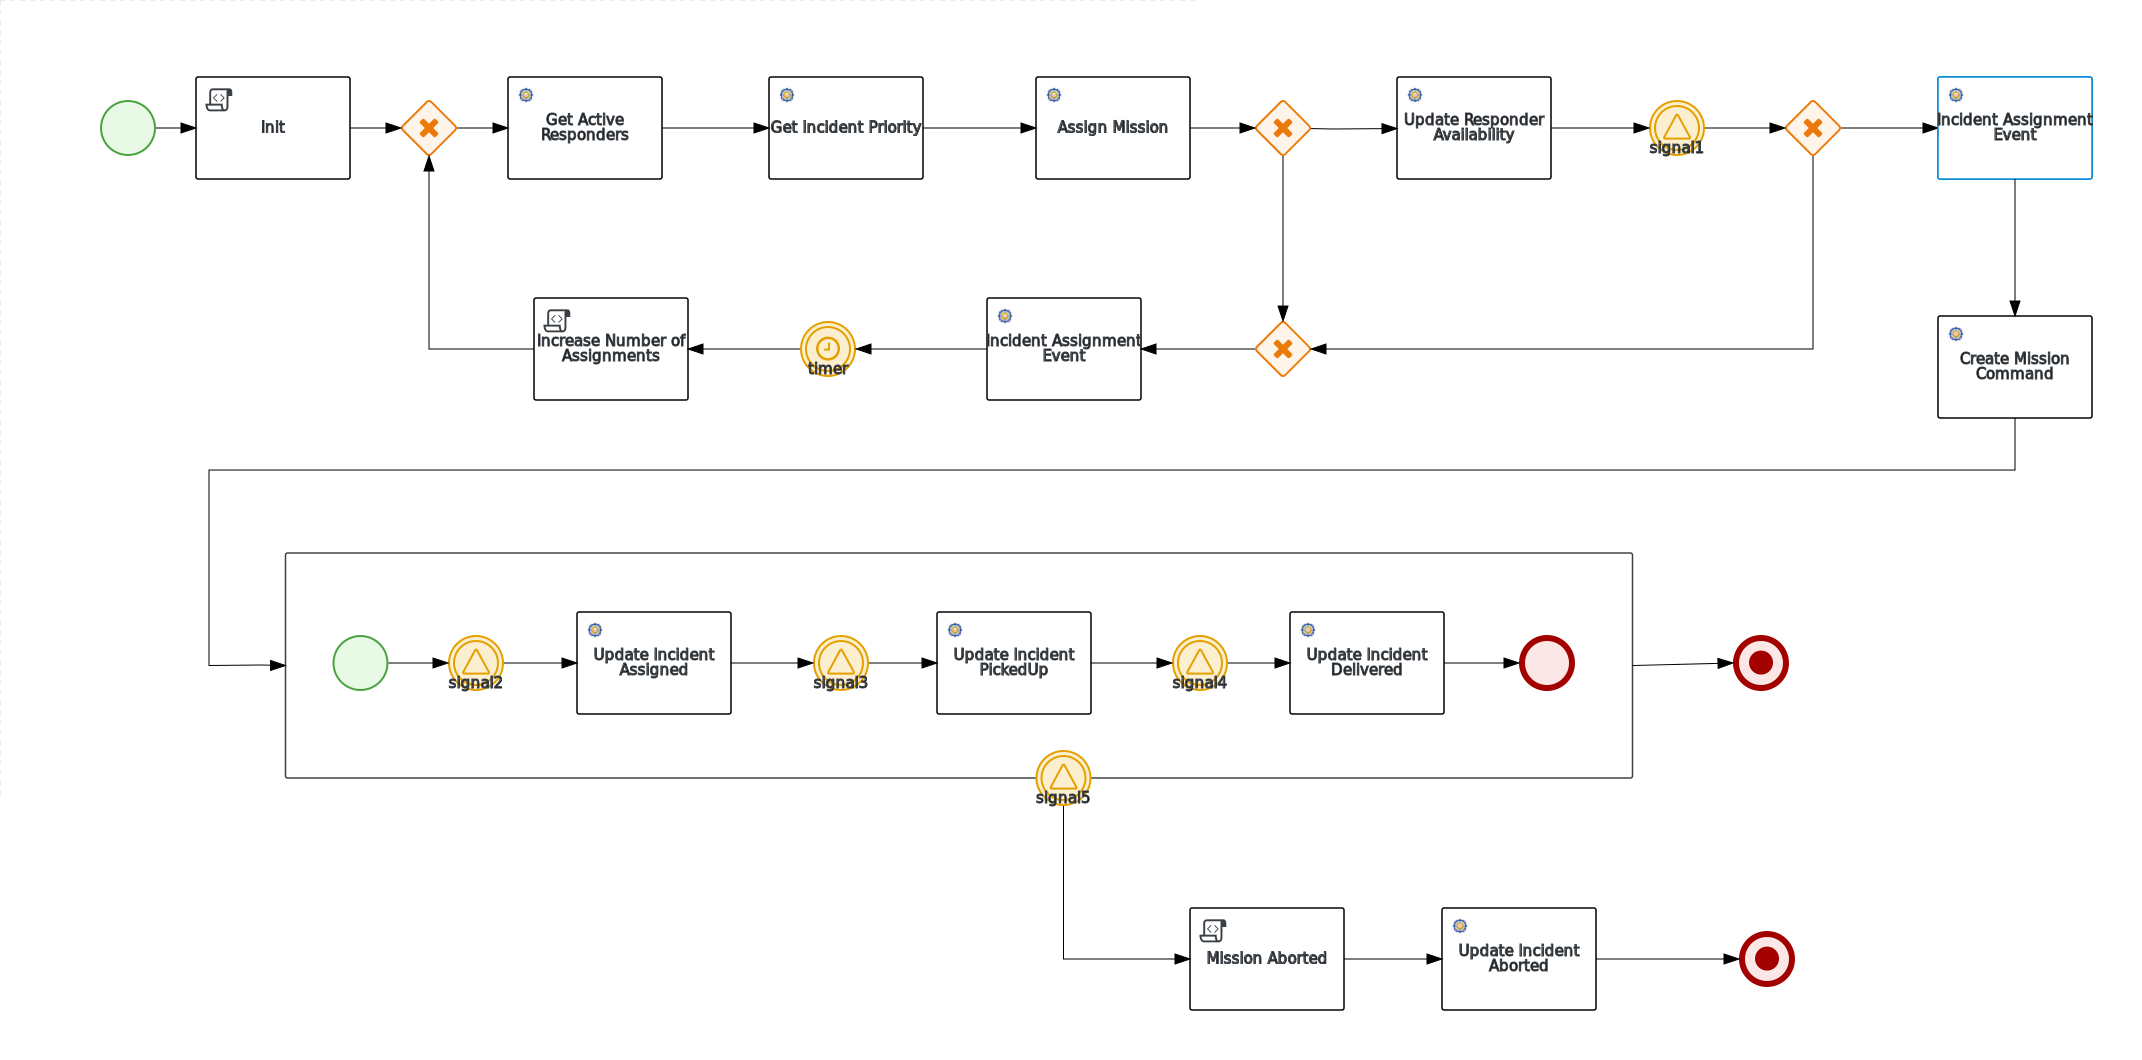 Init
Get Active
Responders
Get Incident Priority
Assign Mission
Update Responder
Availability
signal1
Incident Assignment
Event
Increase Number of
Assignments
timer
Incident Assignment
Event
Create Mission
Command
signal2
Update Incident
Assigned
signal3
Update Incident
PickedUp
signal4
Update Incident
Delivered
signal5
Mission Aborted
Update Incident
Aborted